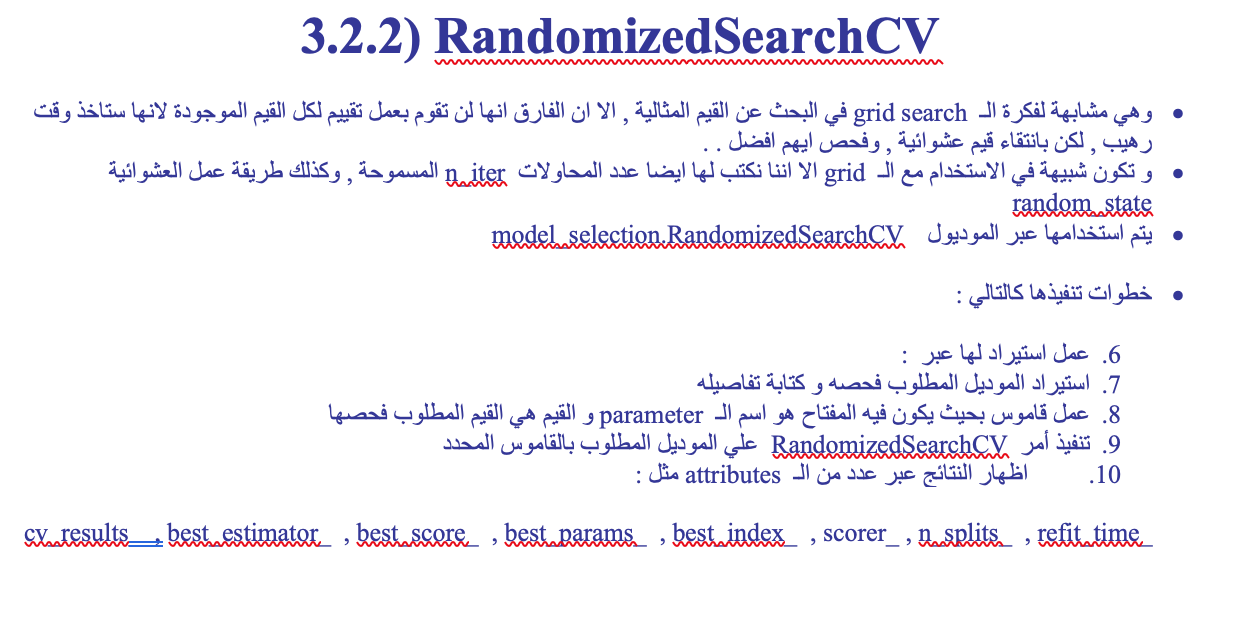 3.2.2) RandomizedSearchCV
• وهي مشابهة لفكرة الـ grid search في البحث عن القيم المثالية , الا ان الفارق انها لن تقوم بعمل تقييم لكل القيم الموجودة لانها ستاخذ وقت
رهيب , لكن بانتقاء قيم عشوائية , وفحص ايهم افضل . .
• و تكون شبيهة في الاستخدام مع الـ grid الا اننا نكتب لها ايضا عدد المحاولات n_iter المسموحة , وكذلك طريقة عمل العشوائية
random_state
• يتم استخدامها عبر الموديول model_selection.RandomizedSearchCV
• خطوات تنفيذها كالتالي :
6. عمل استيراد لها عبر :
7. استيراد الموديل المطلوب فحصه و كتابة تفاصيله
8. عمل قاموس بحيث يكون فيه المفتاح هو اسم الـ parameter و القيم هي القيم المطلوب فحصها
9. تنفيذ أمر RandomizedSearchCV علي الموديل المطلوب بالقاموس المحدد
10. اظهار النتائج عبر عدد من الـ attributes مثل :
cv_results_ , best_estimator_ , best_score_ , best_params_ , best_index_ , scorer_ , n_splits_ , refit_time_